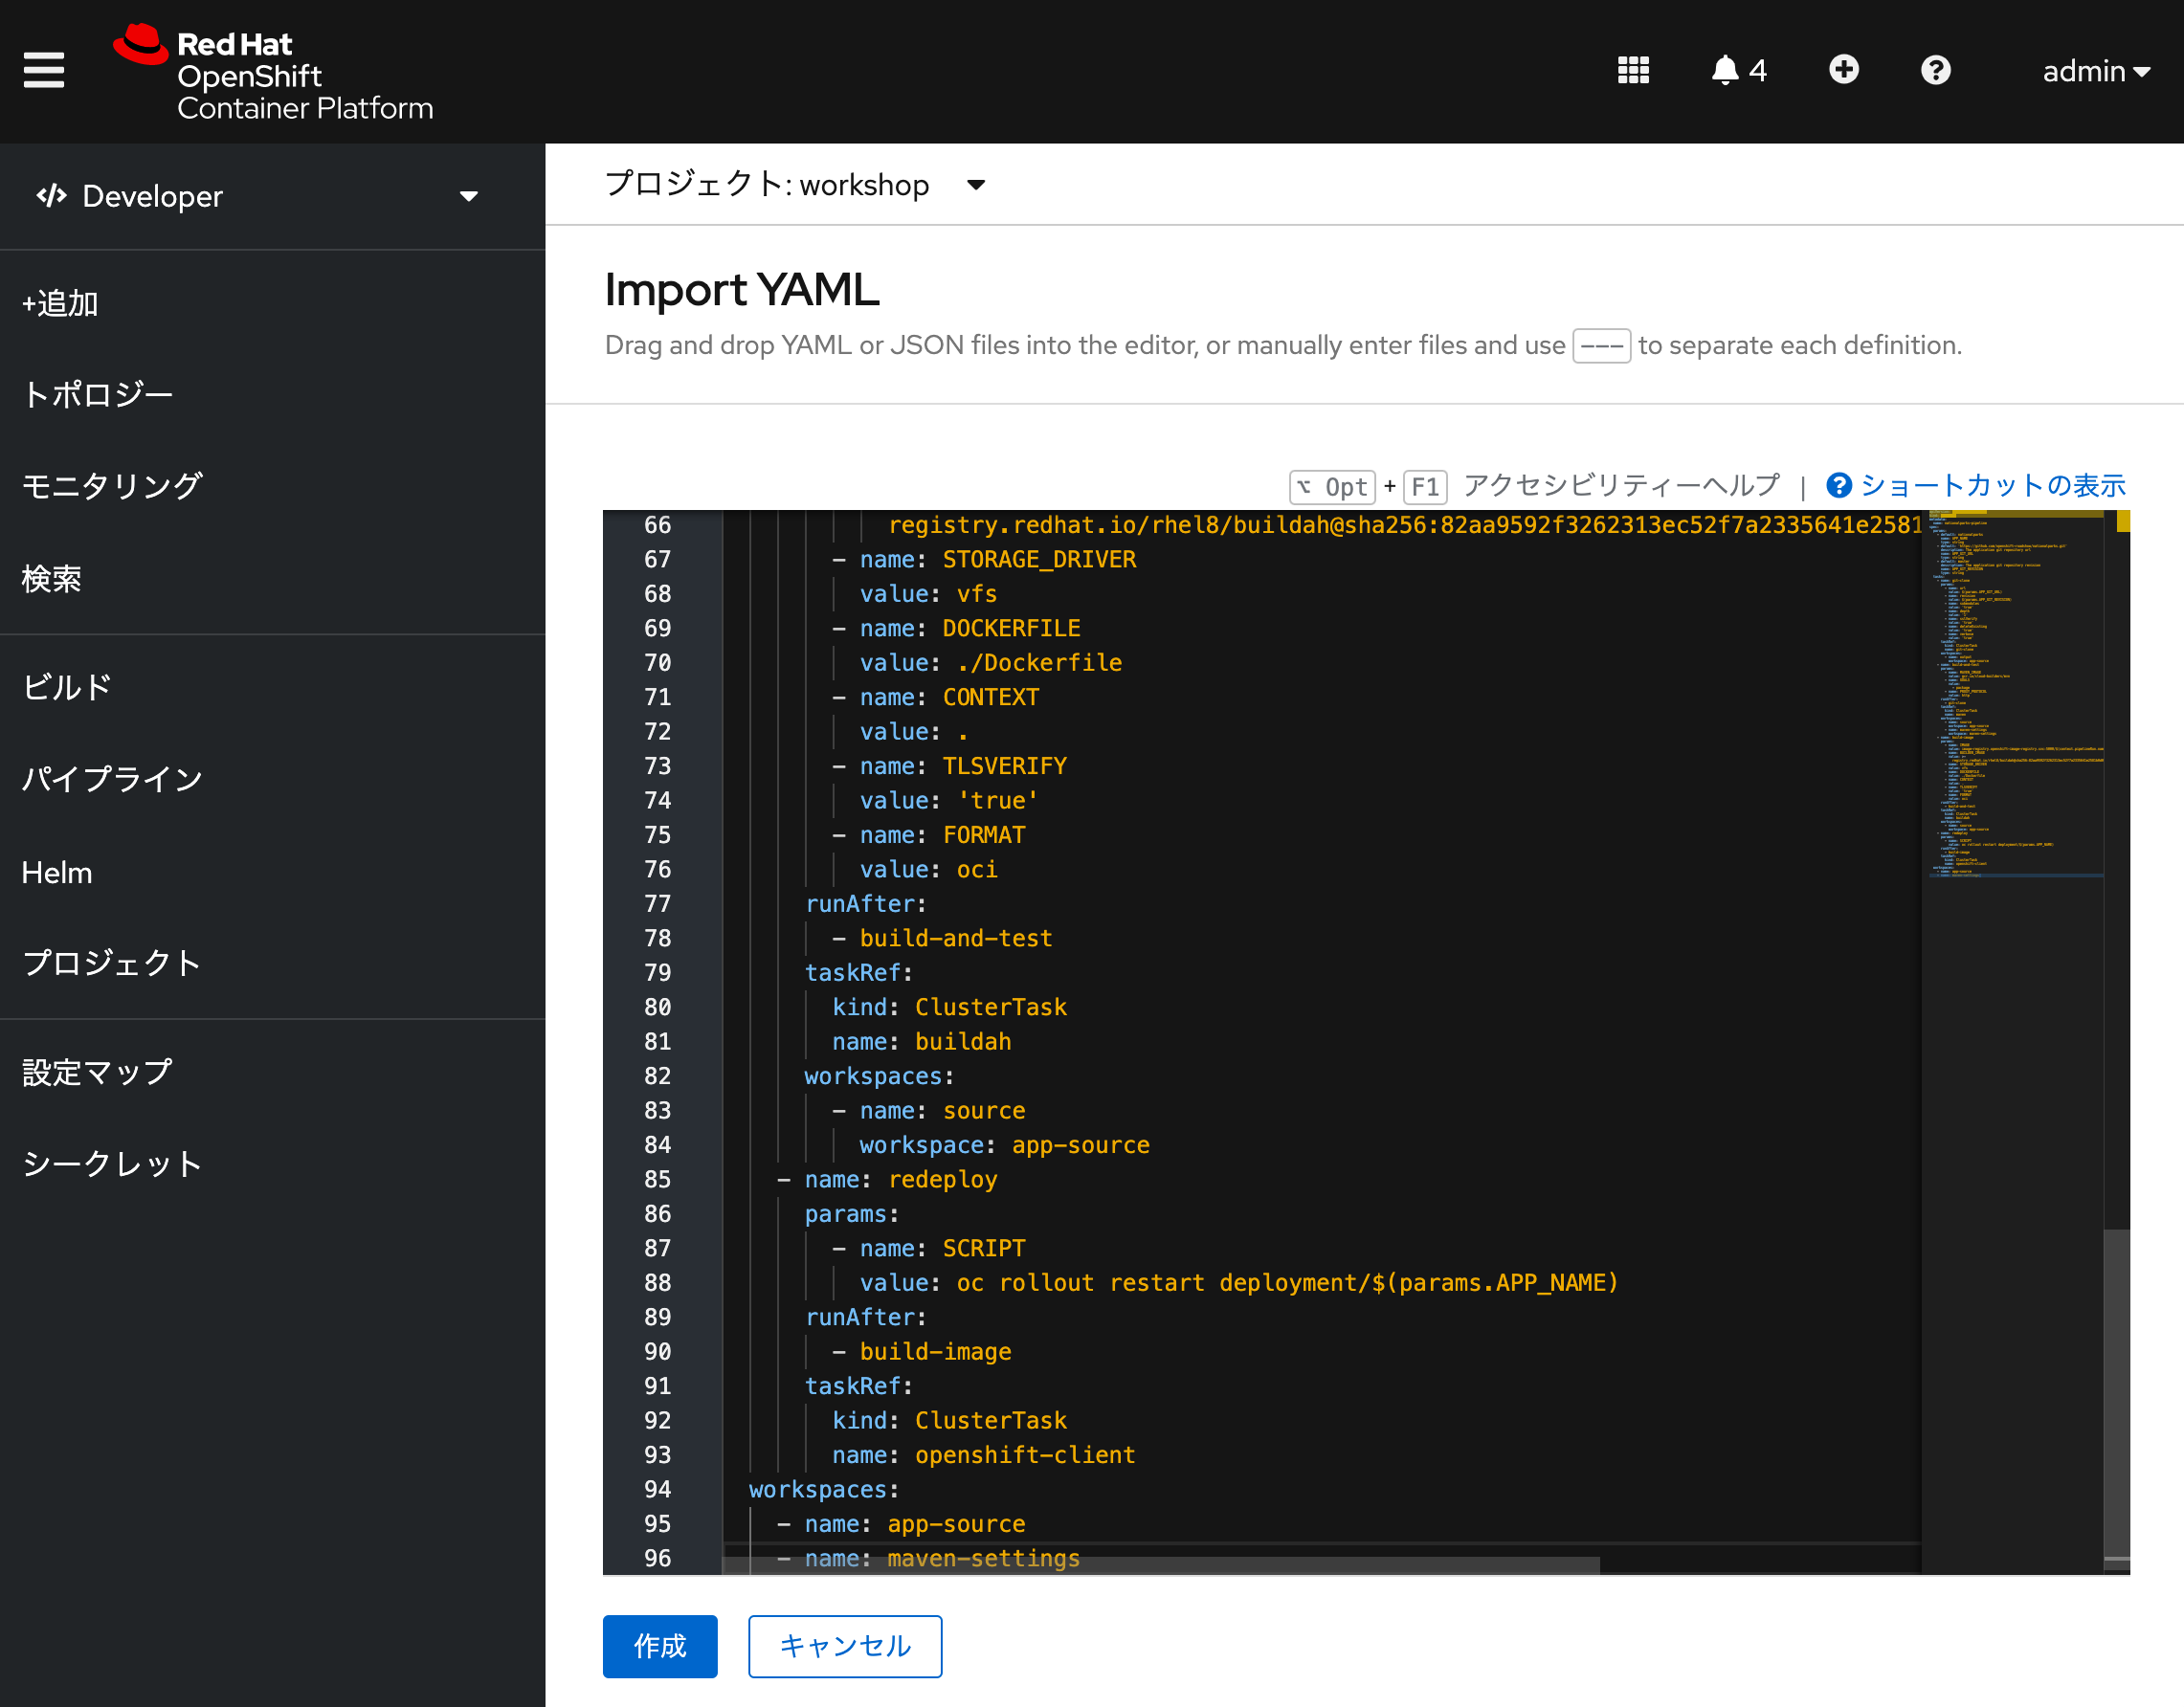 Red Hat
OpenShift
Container Platform
4
admin
Developer
+追加
トポロジー
モニタリング
検索
ビルド
パイプライン
Helm
プロジェクト
設定マップ
シークレット
プロジェクト: workshop
Import YAML
Drag and drop YAML or JSON files into the editor, or manually enter files and use --- to separate each definition.
⌥ Opt + F1 アクセシビリティーヘルプ | ショートカットの表示
66 registry.redhat.io/rhel8/buildah@sha256:82aa9592f3262313ec52f7a2335641e2581
67 - name: STORAGE_DRIVER
68 value: vfs
69 - name: DOCKERFILE
70 value: ./Dockerfile
71 - name: CONTEXT
72 value: .
73 - name: TLSVERIFY
74 value: 'true'
75 - name: FORMAT
76 value: oci
77 runAfter:
78 - build-and-test
79 taskRef:
80 kind: ClusterTask
81 name: buildah
82 workspaces:
83 - name: source
84 workspace: app-source
85 - name: redeploy
86 params:
87 - name: SCRIPT
88 value: oc rollout restart deployment/$(params.APP_NAME)
89 runAfter:
90 - build-image
91 taskRef:
92 kind: ClusterTask
93 name: openshift-client
94 workspaces:
95 - name: app-source
96 - name: maven-settings
作成
キャンセル